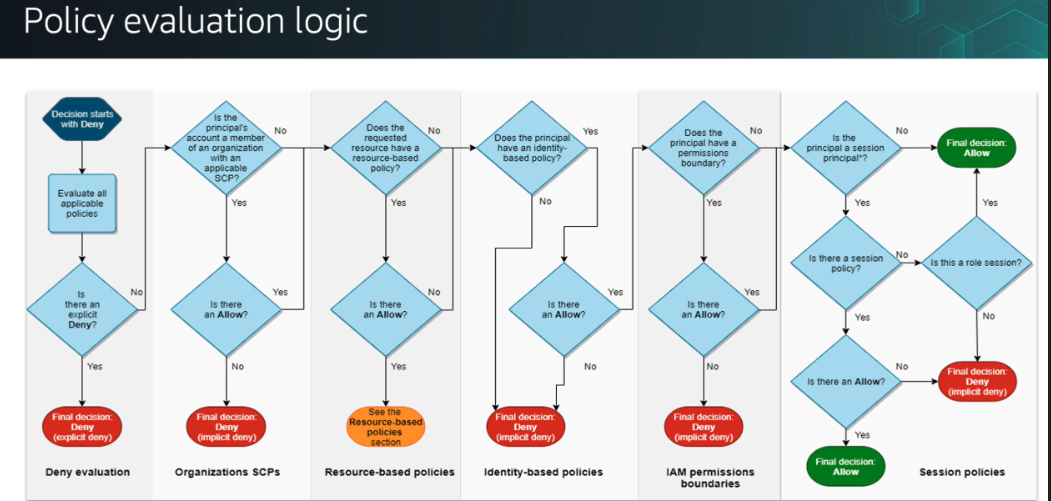 Policy evaluation logic
Decision starts
with Deny
Evaluate all
applicable
policies
Is
there an
explicit
Deny?
No
Yes
Final decision:
Deny
(explicit deny)
Deny evaluation
Is the
principal's
account a member
of an organization
with an
applicable
SCP?
No
Yes
Is there
an Allow?
Yes
No
Final decision:
Deny
(implicit deny)
Organizations SCPs
Does the
requested
resource have a
resource-based
policy?
No
Yes
Is there
an Allow?
No
Yes
See the
Resource-based
policies
section
Resource-based policies
Does the principal
have an identity-
based policy?
Yes
No
Is there
an Allow?
Yes
No
Final decision:
Deny
(implicit deny)
Identity-based policies
Does the
principal have a
permissions
boundary?
No
Yes
Is there
an Allow?
Yes
No
Final decision:
Deny
(implicit deny)
IAM permissions
boundaries
Is the
principal a session
principal*?
No
Final decision:
Allow
Yes
Yes
Is there a session
policy?
No
Is this a role session?
Yes
No
Is there an Allow?
No
Final decision:
Deny
(implicit deny)
Yes
Final decision:
Allow
Session policies